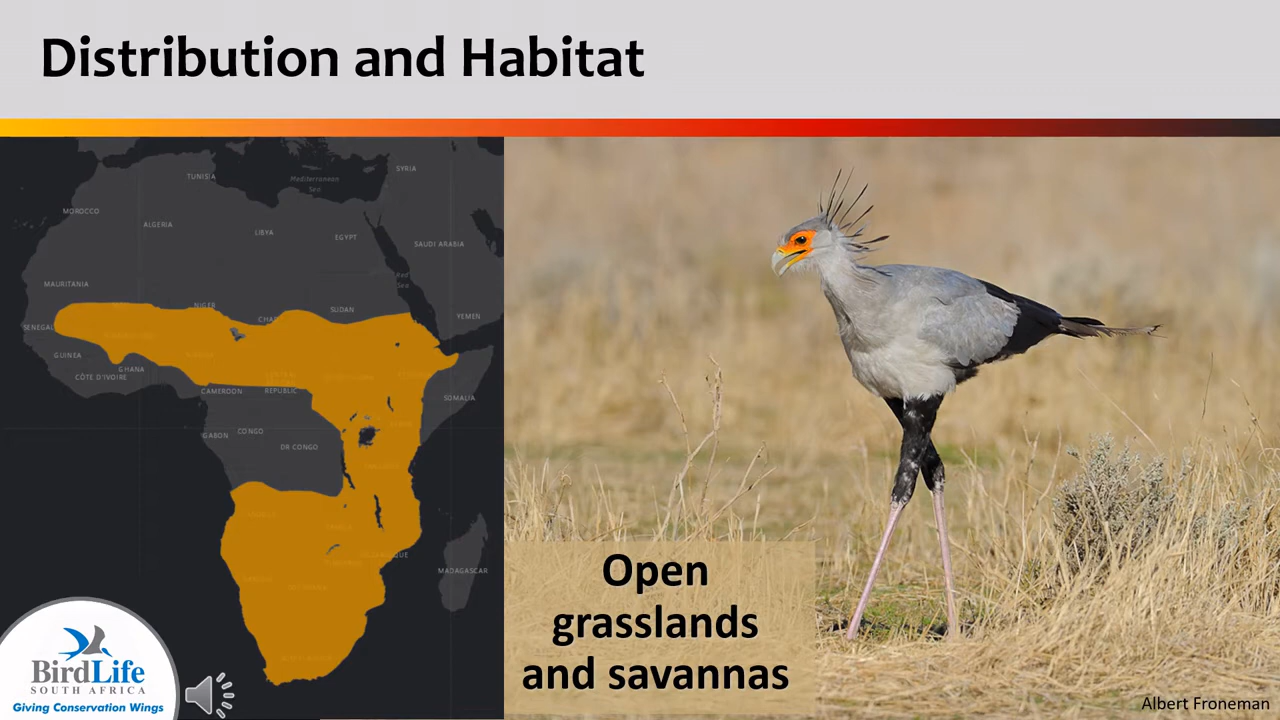 Distribution and Habitat
TUNISIA
SYRIA
Mediterranean
Sea
MOROCCO
ALGERIA
LIBYA
EGYPT
SAUDI ARABIA
Red
Sea
MAURITANIA
NIGER
SUDAN
CHAD
YEMEN
SENEGAL
GUINEA
GHANA
CÔTE D'IVOIRE
CAMEROON
REPUBLIC
SOMALIA
GABON
CONGO
DR CONGO
MADAGASCAR
Open
grasslands
and savannas
BirdLife
SOUTH AFRICA
Giving Conservation Wings
Albert Froneman